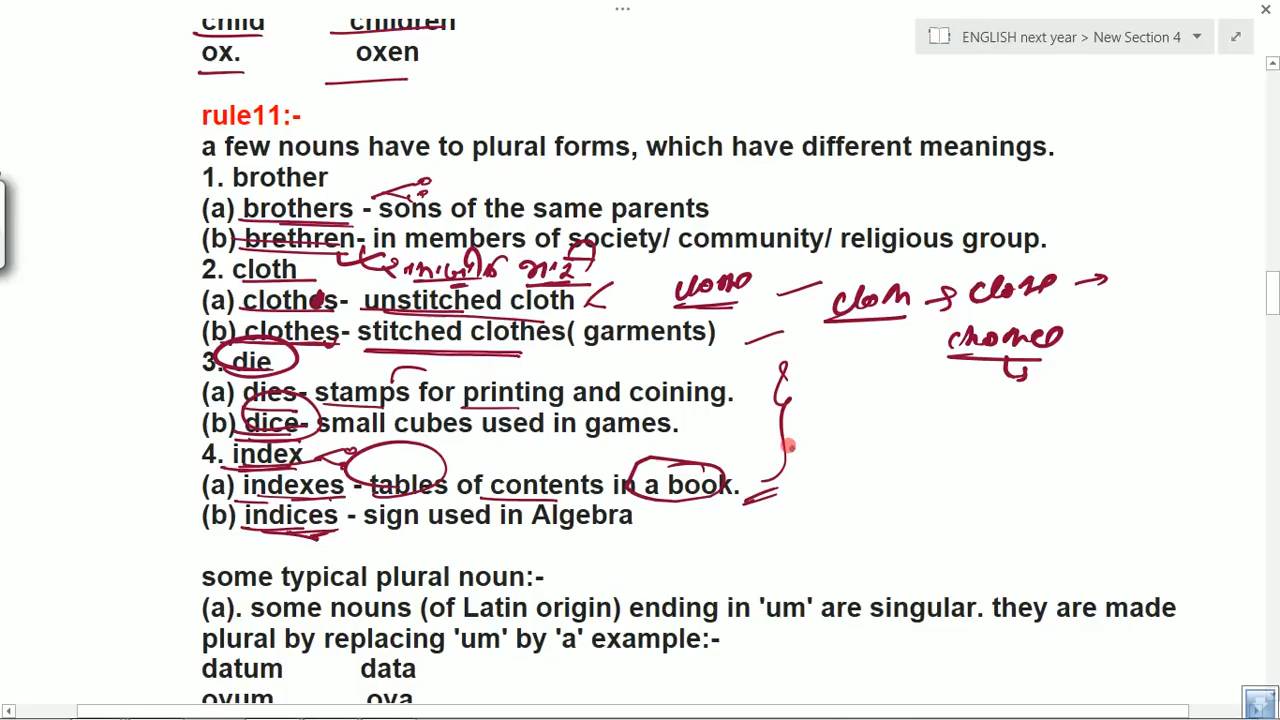 child children
ENGLISH next year > New Section 4
ox. oxen
rule11:-
a few nouns have to plural forms, which have different meanings.
1. brother
(a) brothers - sons of the same parents
(b) brethren- in members of society/ community/ religious group.
2. cloth
(a) clothes- unstitched cloth
(b) clothes- stitched clothes( garments)
3. die
(a) dies- stamps for printing and coining.
(b) dice- small cubes used in games.
4. index
(a) indexes - tables of contents in a book.
(b) indices - sign used in Algebra
some typical plural noun:-
(a). some nouns (of Latin origin) ending in 'um' are singular. they are made
plural by replacing 'um' by 'a' example:-
datum data
ovum ova